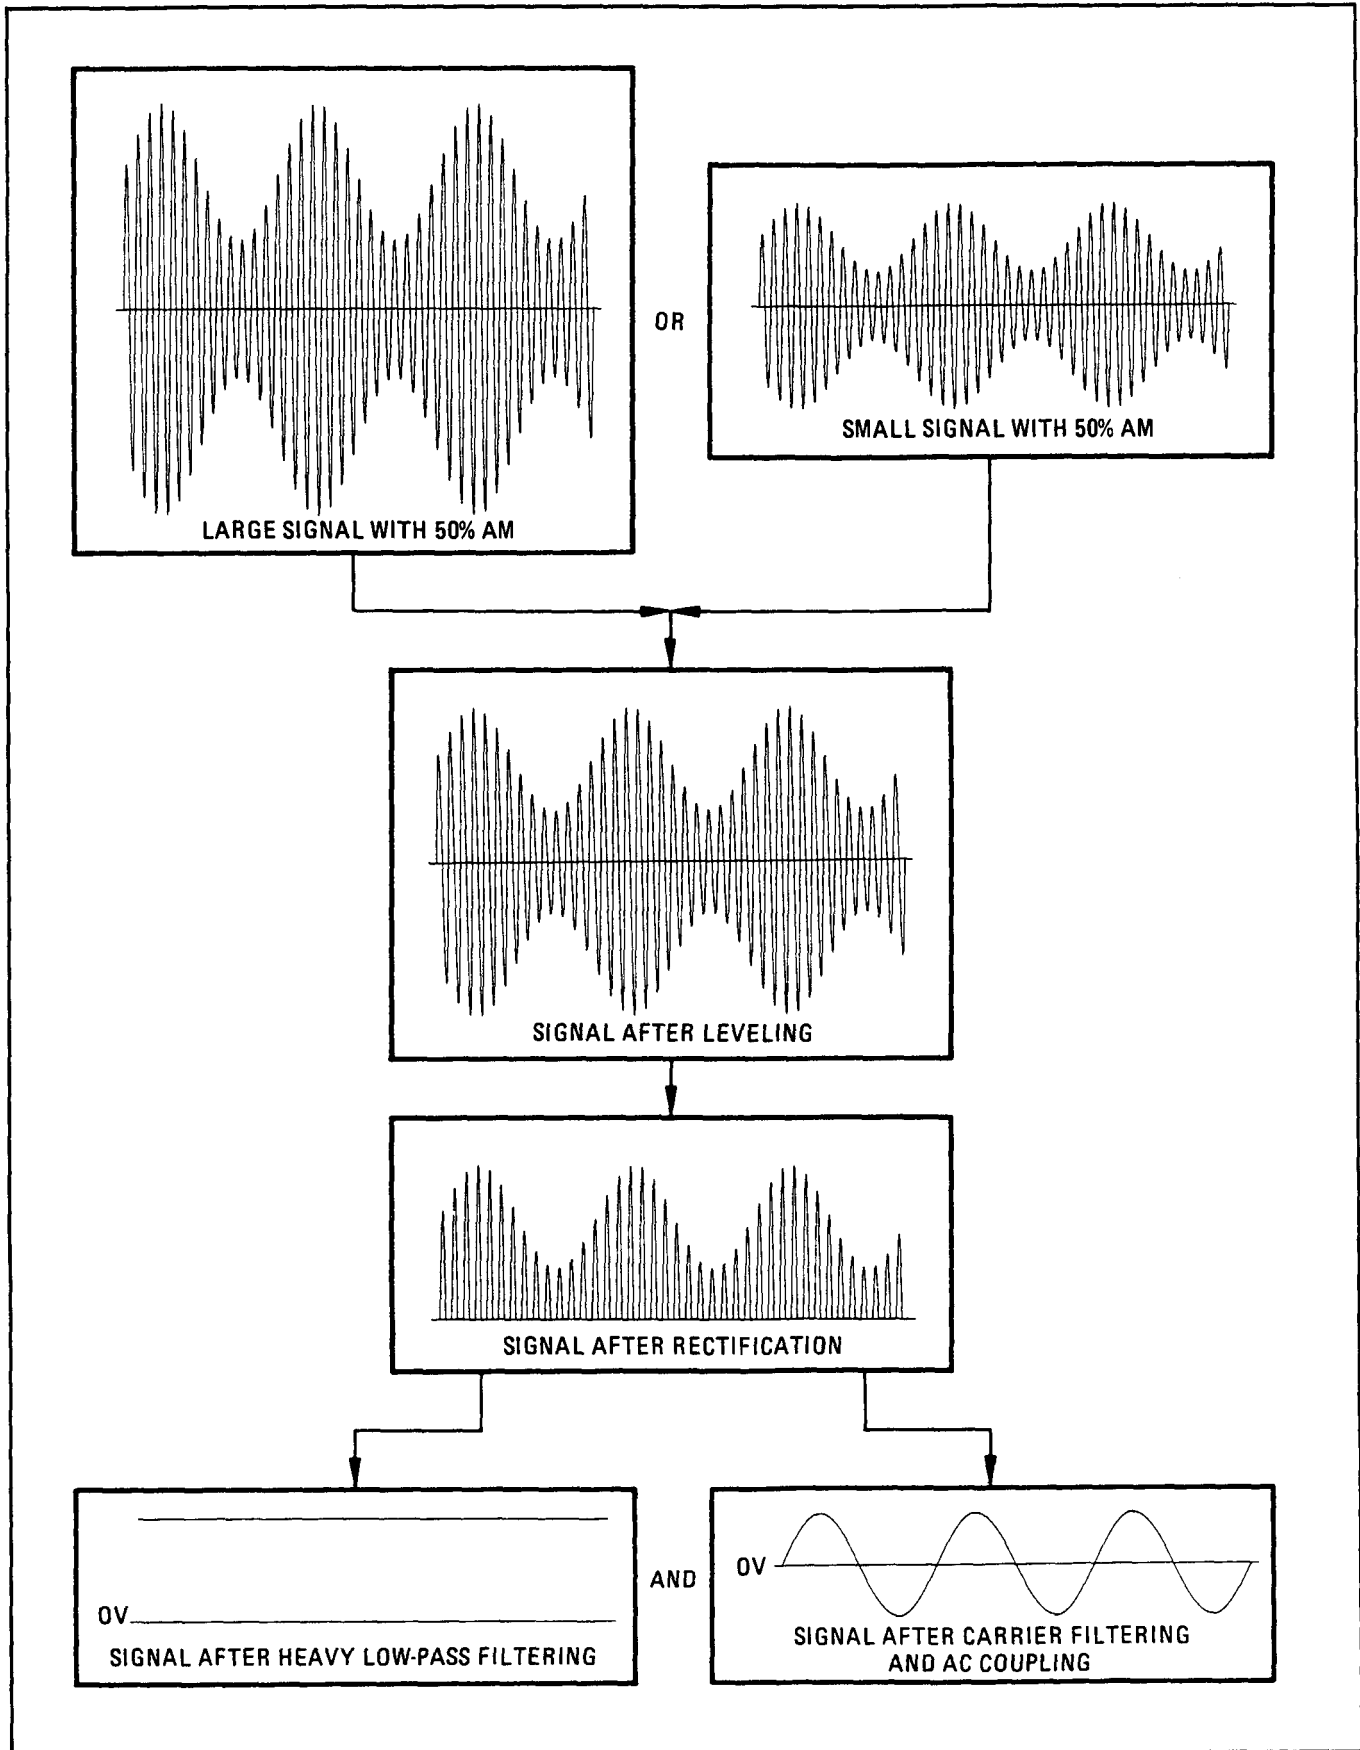 LARGE SIGNAL WITH 50% AM
OR
SMALL SIGNAL WITH 50% AM
SIGNAL AFTER LEVELING
SIGNAL AFTER RECTIFICATION
0V
SIGNAL AFTER HEAVY LOW-PASS FILTERING
AND
0V
SIGNAL AFTER CARRIER FILTERING
AND AC COUPLING